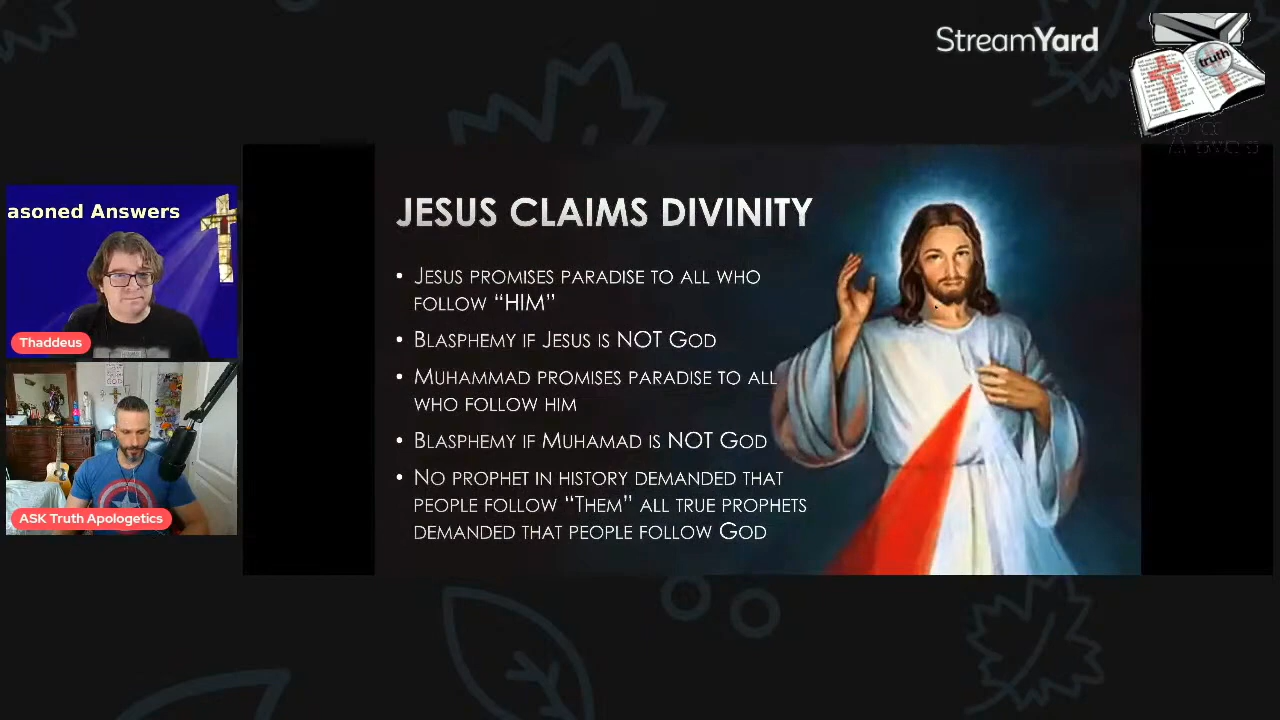 StreamYard
truth
asoned Answers
Thaddeus
ASK Truth Apologetics
JESUS CLAIMS DIVINITY
• JESUS PROMISES PARADISE TO ALL WHO
FOLLOW “HIM”
• BLASPHEMY IF JESUS IS NOT GOD
• MUHAMMAD PROMISES PARADISE TO ALL
WHO FOLLOW HIM
• BLASPHEMY IF MUHAMAD IS NOT GOD
• NO PROPHET IN HISTORY DEMANDED THAT
PEOPLE FOLLOW “THEM” ALL TRUE PROPHETS
DEMANDED THAT PEOPLE FOLLOW GOD